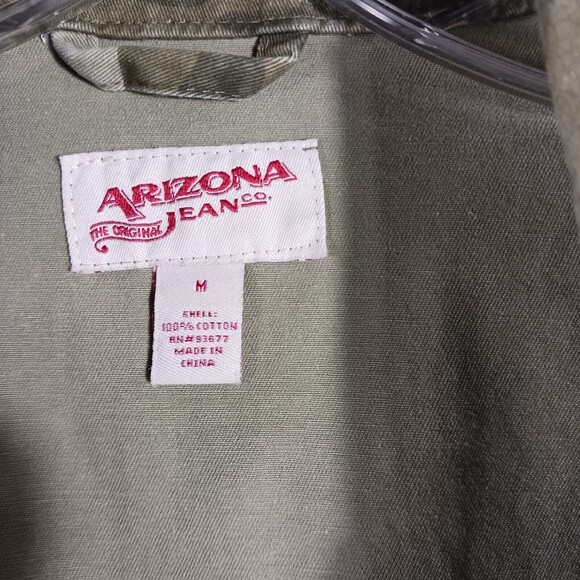 ARIZONA
JEAN CO.
THE ORIGINAL
M
SHELL:
100% COTTON
RN#93677
MADE IN
CHINA